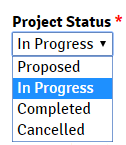 Project Status *
In Progress
Proposed
In Progress
Completed
Cancelled